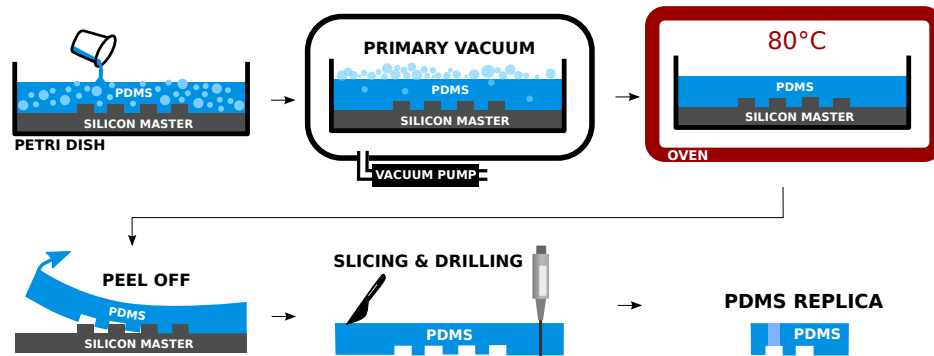 PDMS
SILICON MASTER
PETRI DISH
PRIMARY VACUUM
PDMS
SILICON MASTER
VACUUM PUMP
80°C
PDMS
SILICON MASTER
OVEN
PEEL OFF
PDMS
SILICON MASTER
SLICING & DRILLING
PDMS
PDMS REPLICA
PDMS